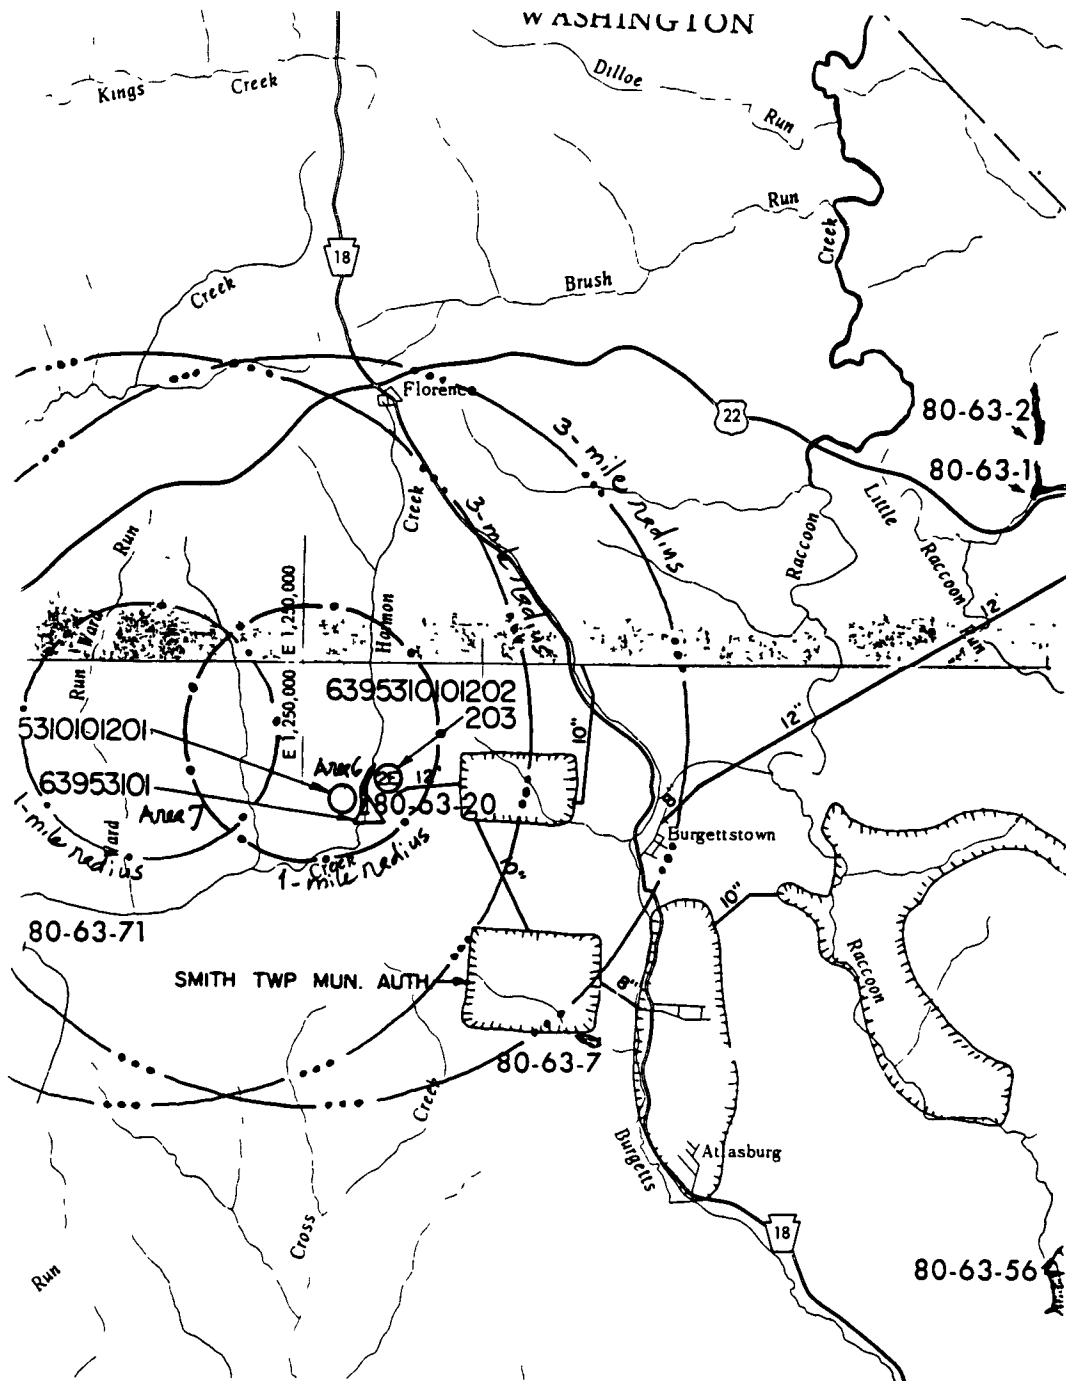 WASHINGTON
Kings Creek
Dilloe Run
Run
Brush
Creek
Creek
18
Florence
22
80-63-2
80-63-1
3-mile radius
3-mile radius
Creek
Harmon
Run
Ward
Run
Raccoon
Little
Raccoon
Run
12'
E 1,250,000 E 1,250,000
6395310101202
203
5310101201
63953101
Area 6
2E
12"
80-63-20
10"
12"
8"
Area 7
1-mile radius
Ward
Creek
1-mile radius
Burgettstown
10"
80-63-71
SMITH TWP MUN. AUTH
8"
Raccoon
80-63-7
Creek
Burgetts
Atlasburg
Cross
Run
18
80-63-56